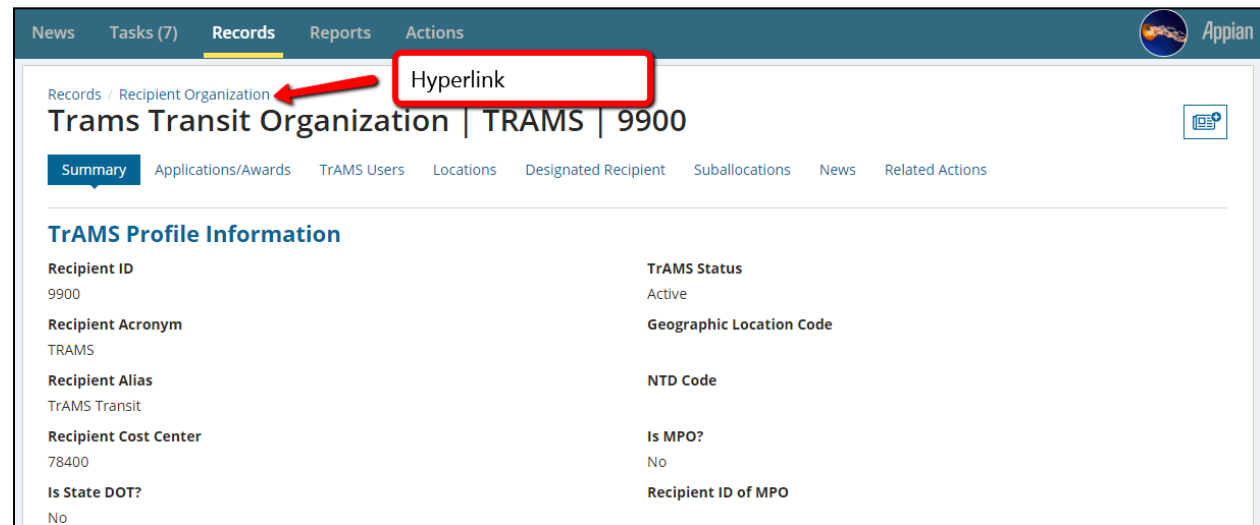 News Tasks (7) Records Reports Actions Appian
Hyperlink
Records / Recipient Organization
Trams Transit Organization | TRAMS | 9900
Summary Applications/Awards TrAMS Users Locations Designated Recipient Suballocations News Related Actions
TrAMS Profile Information
Recipient ID TrAMS Status
9900 Active
Recipient Acronym Geographic Location Code
TRAMS
Recipient Alias NTD Code
TrAMS Transit
Recipient Cost Center Is MPO?
78400 No
Is State DOT? Recipient ID of MPO
No